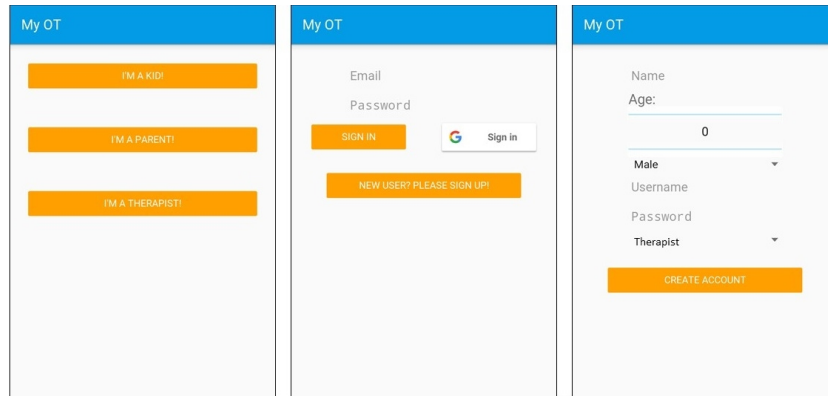 My OT
I'M A KID!
I'M A PARENT!
I'M A THERAPIST!
My OT
Email
Password
SIGN IN
G Sign in
NEW USER? PLEASE SIGN UP!
My OT
Name
Age:
0
Male
Username
Password
Therapist
CREATE ACCOUNT